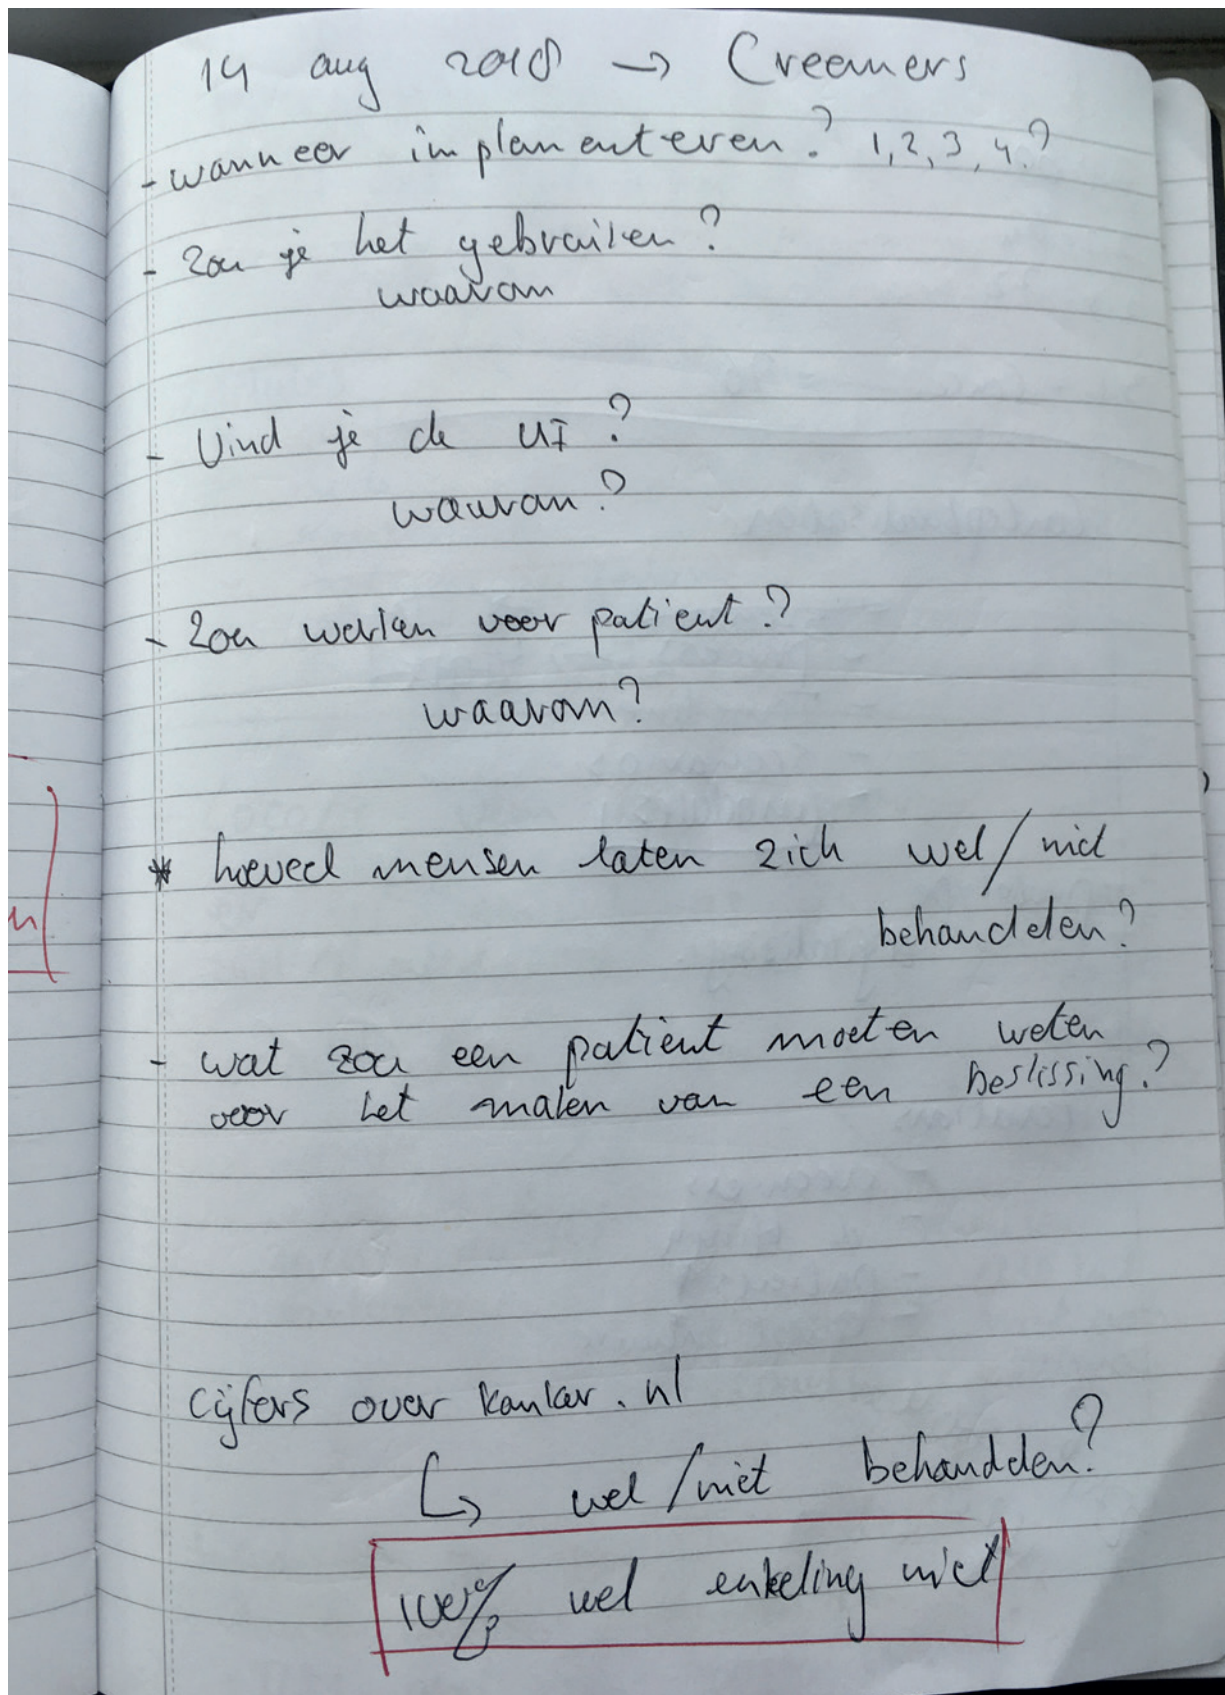 14 aug 2018 → Creemers
- wanneer implementeren? 1, 2, 3, 4?
- Zou je het gebruiken?
waarom
- Vind je de UI?
waarom?
- Zou werken voor patient?
waarom?
* hoeveel mensen laten zich wel/niet
behandelen?
- wat zou een patient moeten weten
voor het maken van een beslissing?
cijfers over kanker.nl
↳ wel/niet behandelen?
100% wel enkeling niet